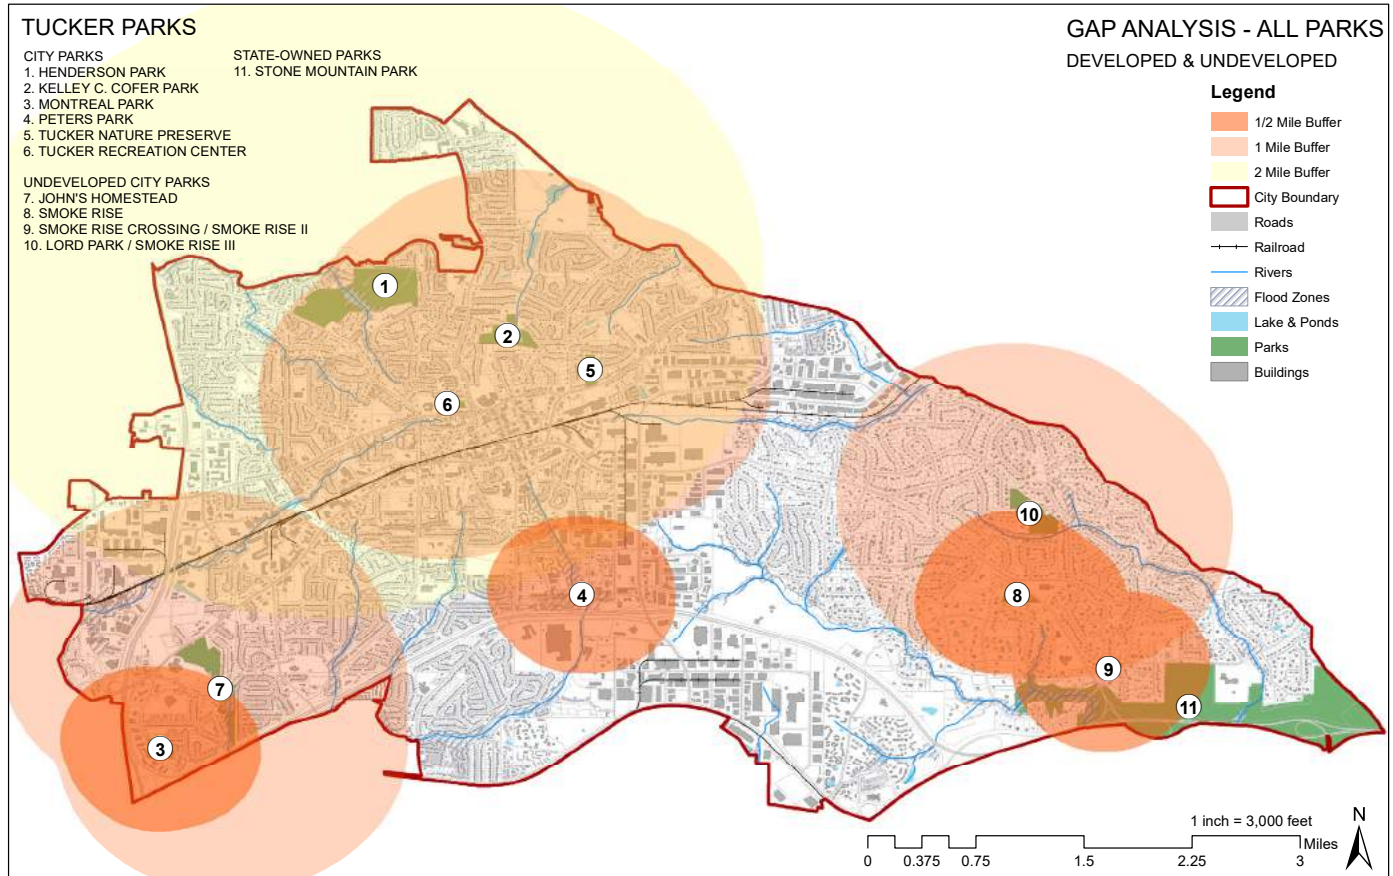 TUCKER PARKS
CITY PARKS
1. HENDERSON PARK
2. KELLEY C. COFER PARK
3. MONTREAL PARK
4. PETERS PARK
5. TUCKER NATURE PRESERVE
6. TUCKER RECREATION CENTER
UNDEVELOPED CITY PARKS
7. JOHN'S HOMESTEAD
8. SMOKE RISE
9. SMOKE RISE CROSSING / SMOKE RISE II
10. LORD PARK / SMOKE RISE III
STATE-OWNED PARKS
11. STONE MOUNTAIN PARK
GAP ANALYSIS - ALL PARKS
DEVELOPED & UNDEVELOPED
Legend
1/2 Mile Buffer
1 Mile Buffer
2 Mile Buffer
City Boundary
Roads
Railroad
Rivers
Flood Zones
Lake & Ponds
Parks
Buildings
1
2
5
6
10
4
8
9
7
11
3
1 inch = 3,000 feet
N
Miles
0 0.375 0.75 1.5 2.25 3